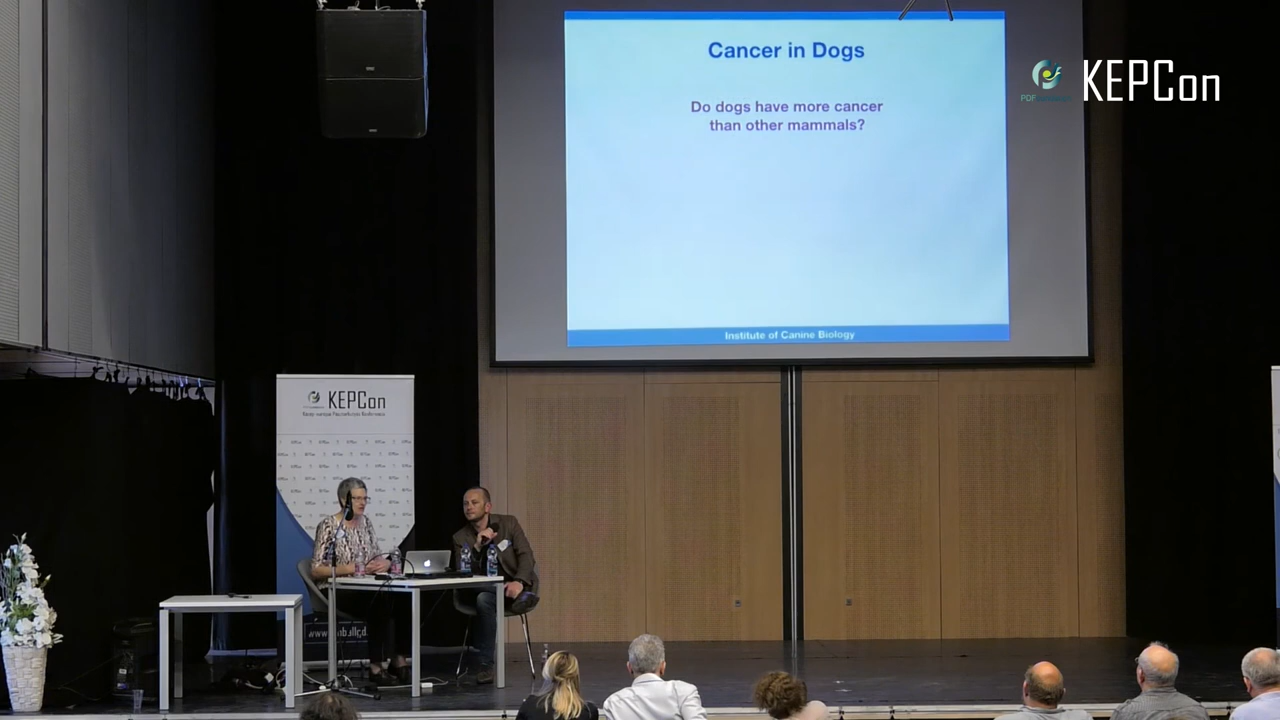 Cancer in Dogs
Do dogs have more cancer
than other mammals?
Institute of Canine Biology
KEPCon
KEPCon